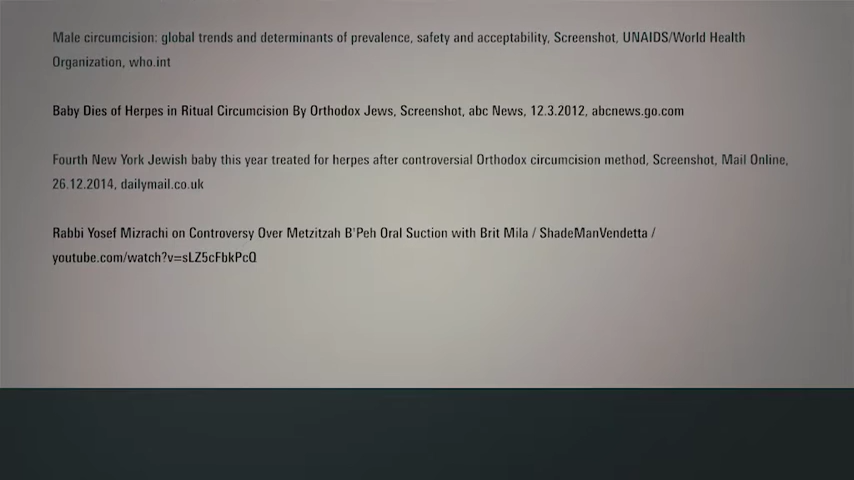 Male circumcision: global trends and determinants of prevalence, safety and acceptability, Screenshot, UNAIDS/World Health
Organization, who.int
Baby Dies of Herpes in Ritual Circumcision By Orthodox Jews, Screenshot, abc News, 12.3.2012, abcnews.go.com
Fourth New York Jewish baby this year treated for herpes after controversial Orthodox circumcision method, Screenshot, Mail Online,
26.12.2014, dailymail.co.uk
Rabbi Yosef Mizrachi on Controversy Over Metzitzah B'Peh Oral Suction with Brit Mila / ShadeManVendetta /
youtube.com/watch?v=sLZ5cFbkPcQ